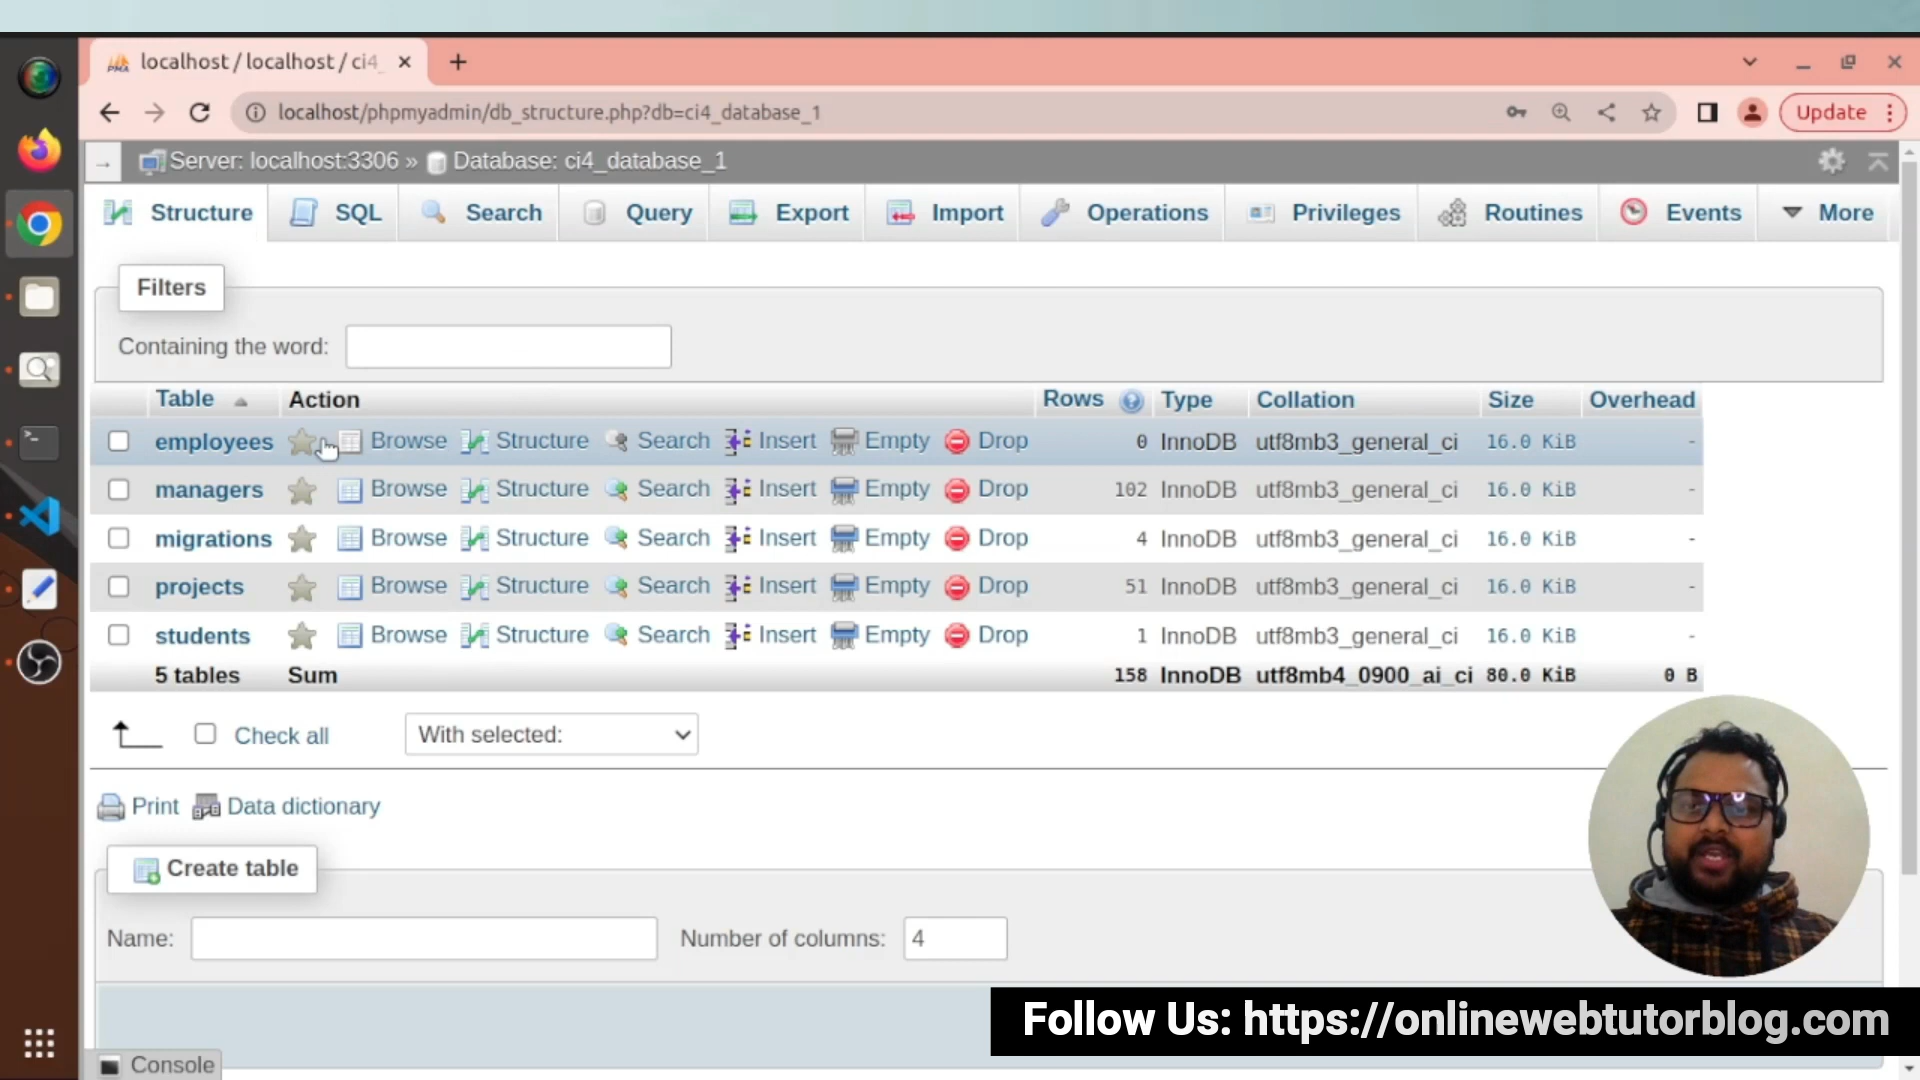 localhost / localhost / ci4_
localhost/phpmyadmin/db_structure.php?db=ci4_database_1
Update
Server: localhost:3306 » Database: ci4_database_1
Structure SQL Search Query Export Import Operations Privileges Routines Events More
Filters
Containing the word:
Table Action Rows Type Collation Size Overhead
employees Browse Structure Search Insert Empty Drop 0 InnoDB utf8mb3_general_ci 16.0 KiB -
managers Browse Structure Search Insert Empty Drop 102 InnoDB utf8mb3_general_ci 16.0 KiB -
migrations Browse Structure Search Insert Empty Drop 4 InnoDB utf8mb3_general_ci 16.0 KiB -
projects Browse Structure Search Insert Empty Drop 51 InnoDB utf8mb3_general_ci 16.0 KiB -
students Browse Structure Search Insert Empty Drop 1 InnoDB utf8mb3_general_ci 16.0 KiB -
5 tables Sum 158 InnoDB utf8mb4_0900_ai_ci 80.0 KiB 0 B
Check all With selected:
Print Data dictionary
Create table
Name: Number of columns: 4
Follow Us: https://onlinewebtutorblog.com
Console